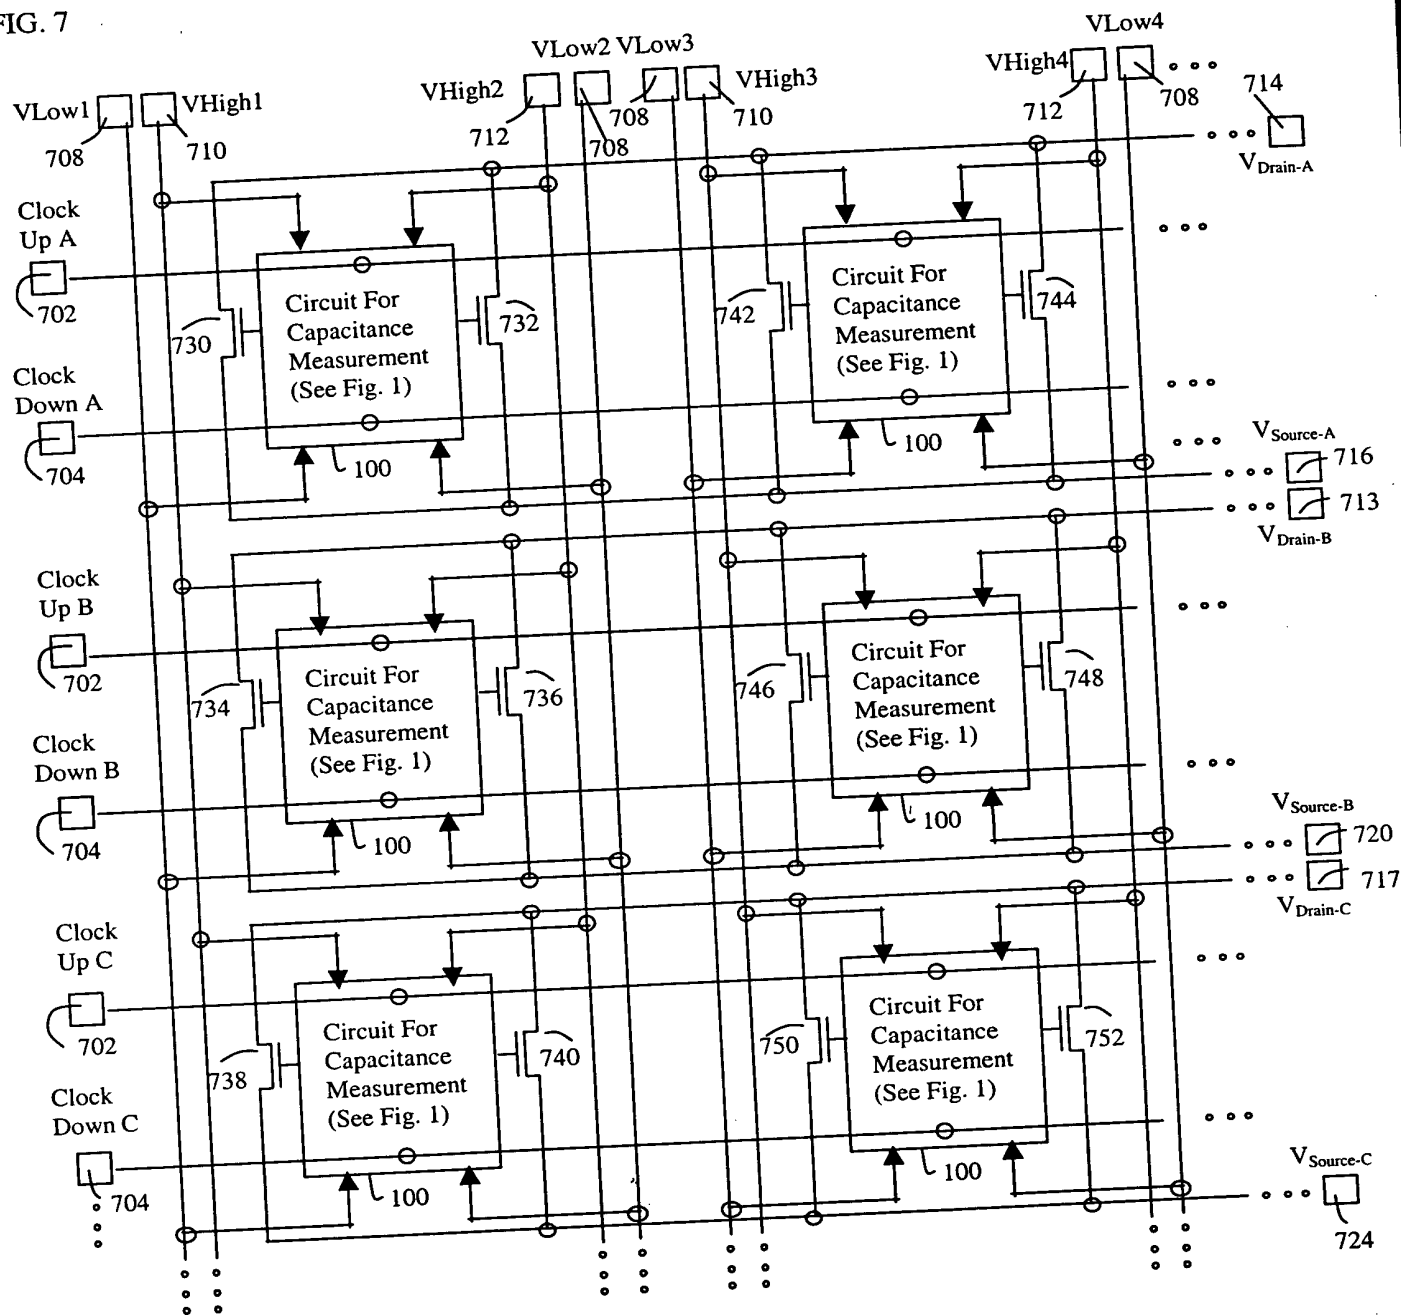 FIG. 7
VLow1
VHigh1
VHigh2
VLow2 VLow3
VHigh3
VHigh4
VLow4
708
710
712
708
708
710
712
708
714
VDrain-A
Clock
Up A
702
730
Circuit For
Capacitance
Measurement
(See Fig. 1)
732
742
Circuit For
Capacitance
Measurement
(See Fig. 1)
744
Clock
Down A
704
100
100
VSource-A
716
713
VDrain-B
Clock
Up B
702
734
Circuit For
Capacitance
Measurement
(See Fig. 1)
736
746
Circuit For
Capacitance
Measurement
(See Fig. 1)
748
Clock
Down B
704
100
100
VSource-B
720
717
VDrain-C
Clock
Up C
702
738
Circuit For
Capacitance
Measurement
(See Fig. 1)
740
750
Circuit For
Capacitance
Measurement
(See Fig. 1)
752
Clock
Down C
704
100
100
VSource-C
724